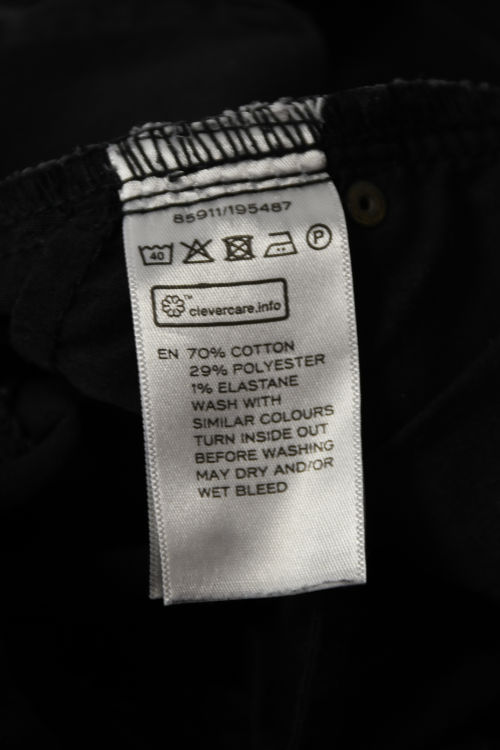 85911/195487
40 P
™
clevercare.info
EN 70% COTTON
29% POLYESTER
1% ELASTANE
WASH WITH
SIMILAR COLOURS
TURN INSIDE OUT
BEFORE WASHING
MAY DRY AND/OR
WET BLEED